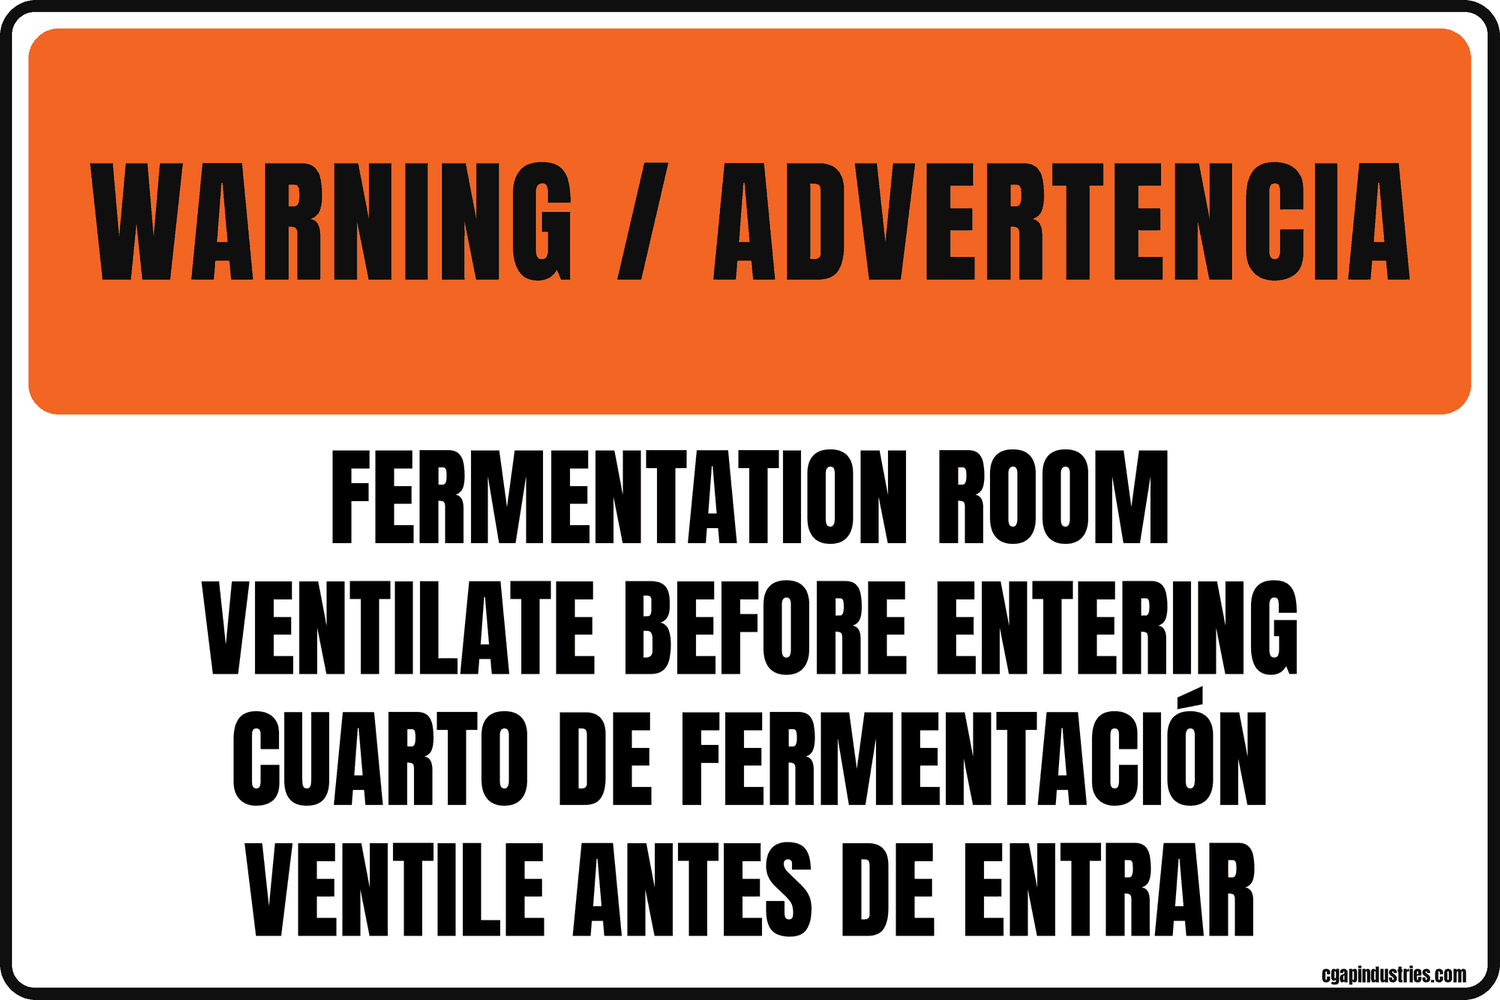 WARNING / ADVERTENCIA
FERMENTATION ROOM
VENTILATE BEFORE ENTERING
CUARTO DE FERMENTACIÓN
VENTILE ANTES DE ENTRAR
cgapindustries.com